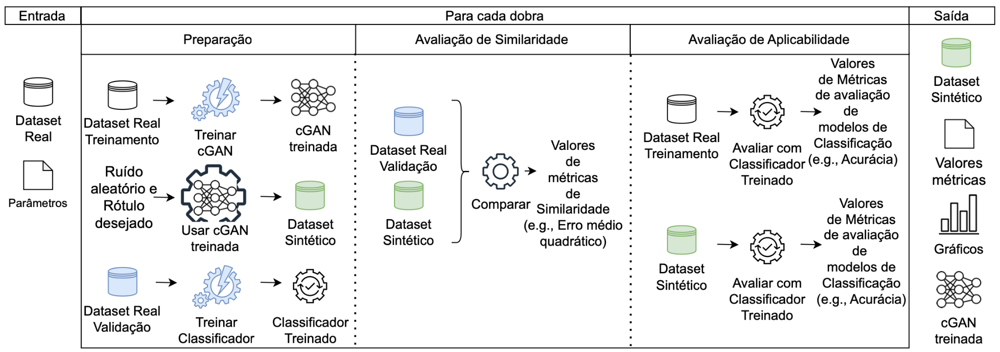 Entrada
Para cada dobra
Saída
Preparação
Avaliação de Similaridade
Avaliação de Aplicabilidade
Dataset
Real
Parâmetros
Dataset Real
Treinamento
Treinar
cGAN
cGAN
treinada
Ruído
aleatório e
Rótulo
desejado
Usar cGAN
treinada
Dataset
Sintético
Dataset Real
Validação
Treinar
Classificador
Classificador
Treinado
Dataset Real
Validação
Dataset
Sintético
Comparar
Valores
de
métricas
de
Similaridade
(e.g., Erro médio
quadrático)
Dataset Real
Treinamento
Avaliar com
Classificador
Treinado
Valores
de Métricas
de avaliação
de
modelos de
Classificação
(e.g., Acurácia)
Dataset
Sintético
Avaliar com
Classificador
Treinado
Valores
de Métricas
de avaliação
de
modelos de
Classificação
(e.g., Acurácia)
Dataset
Sintético
Valores
métricas
Gráficos
cGAN
treinada